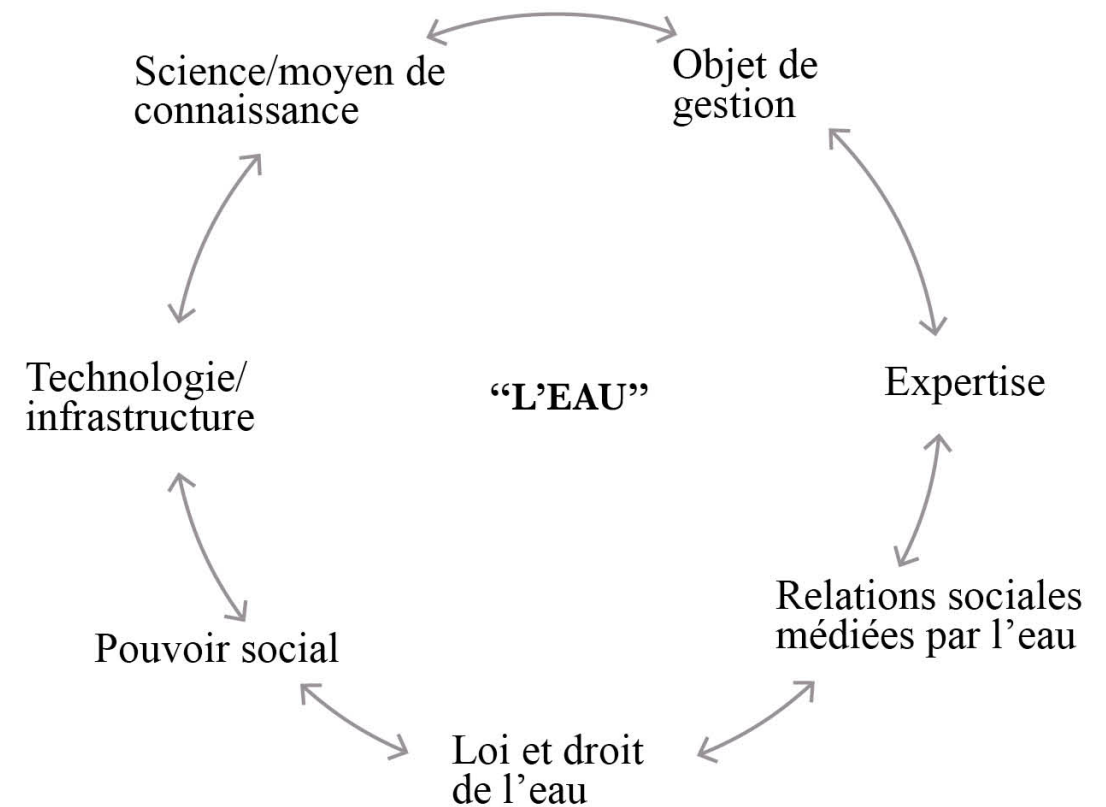 Science/moyen de
connaissance
Objet de
gestion
Technologie/
infrastructure
“L’EAU”
Expertise
Relations sociales
médiées par l’eau
Pouvoir social
Loi et droit
de l’eau